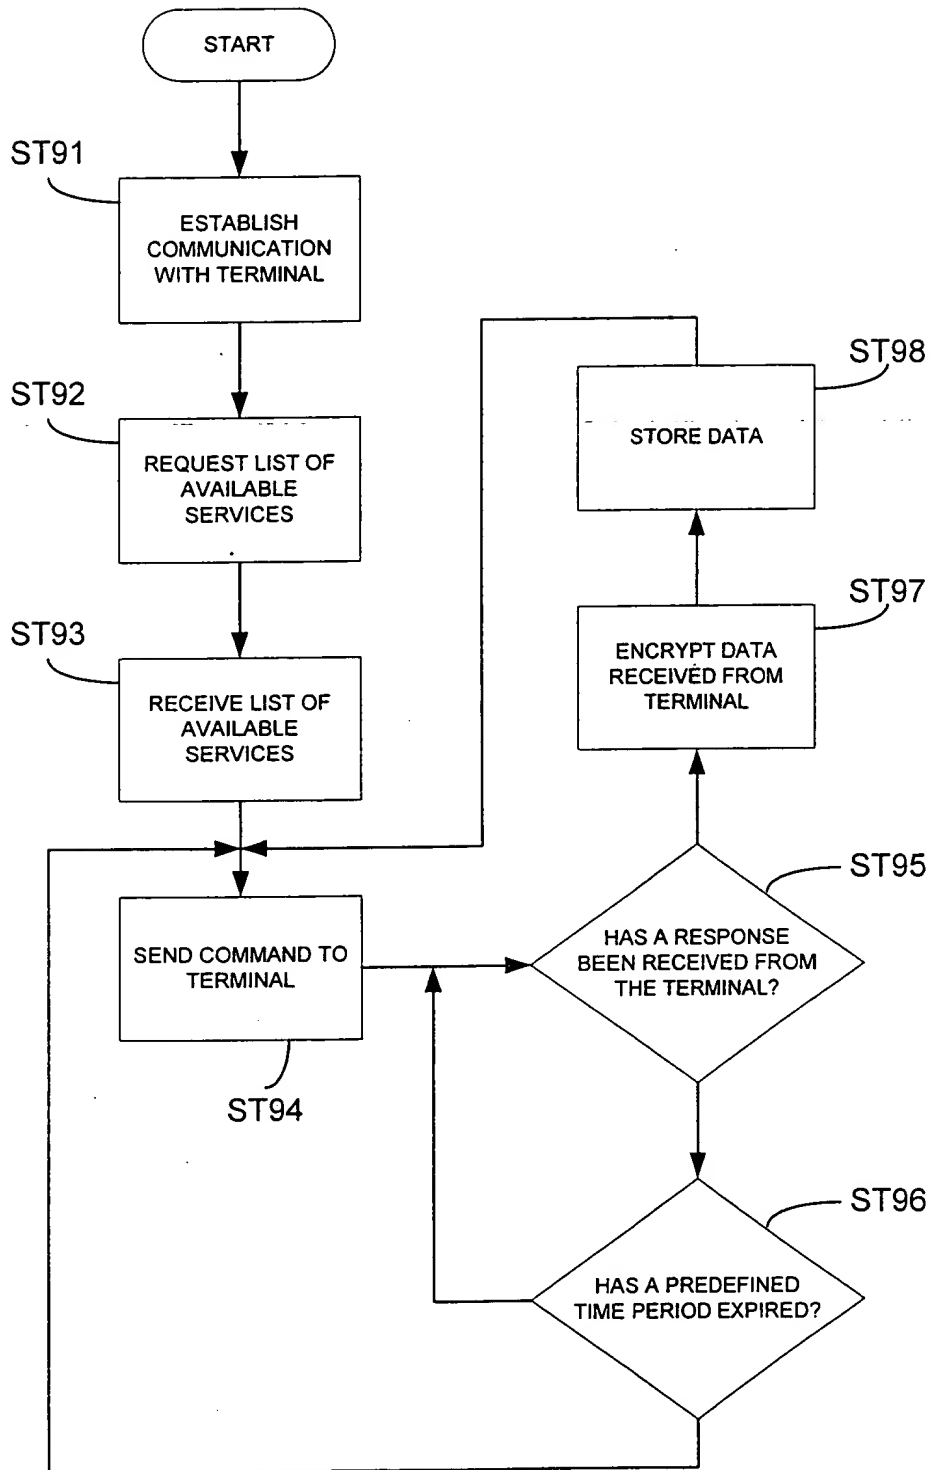 START
ST91
ESTABLISH
COMMUNICATION
WITH TERMINAL
ST92
REQUEST LIST OF
AVAILABLE
SERVICES
ST93
RECEIVE LIST OF
AVAILABLE
SERVICES
SEND COMMAND TO
TERMINAL
ST94
ST98
STORE DATA
ST97
ENCRYPT DATA
RECEIVED FROM
TERMINAL
ST95
HAS A RESPONSE
BEEN RECEIVED FROM
THE TERMINAL?
ST96
HAS A PREDEFINED
TIME PERIOD EXPIRED?